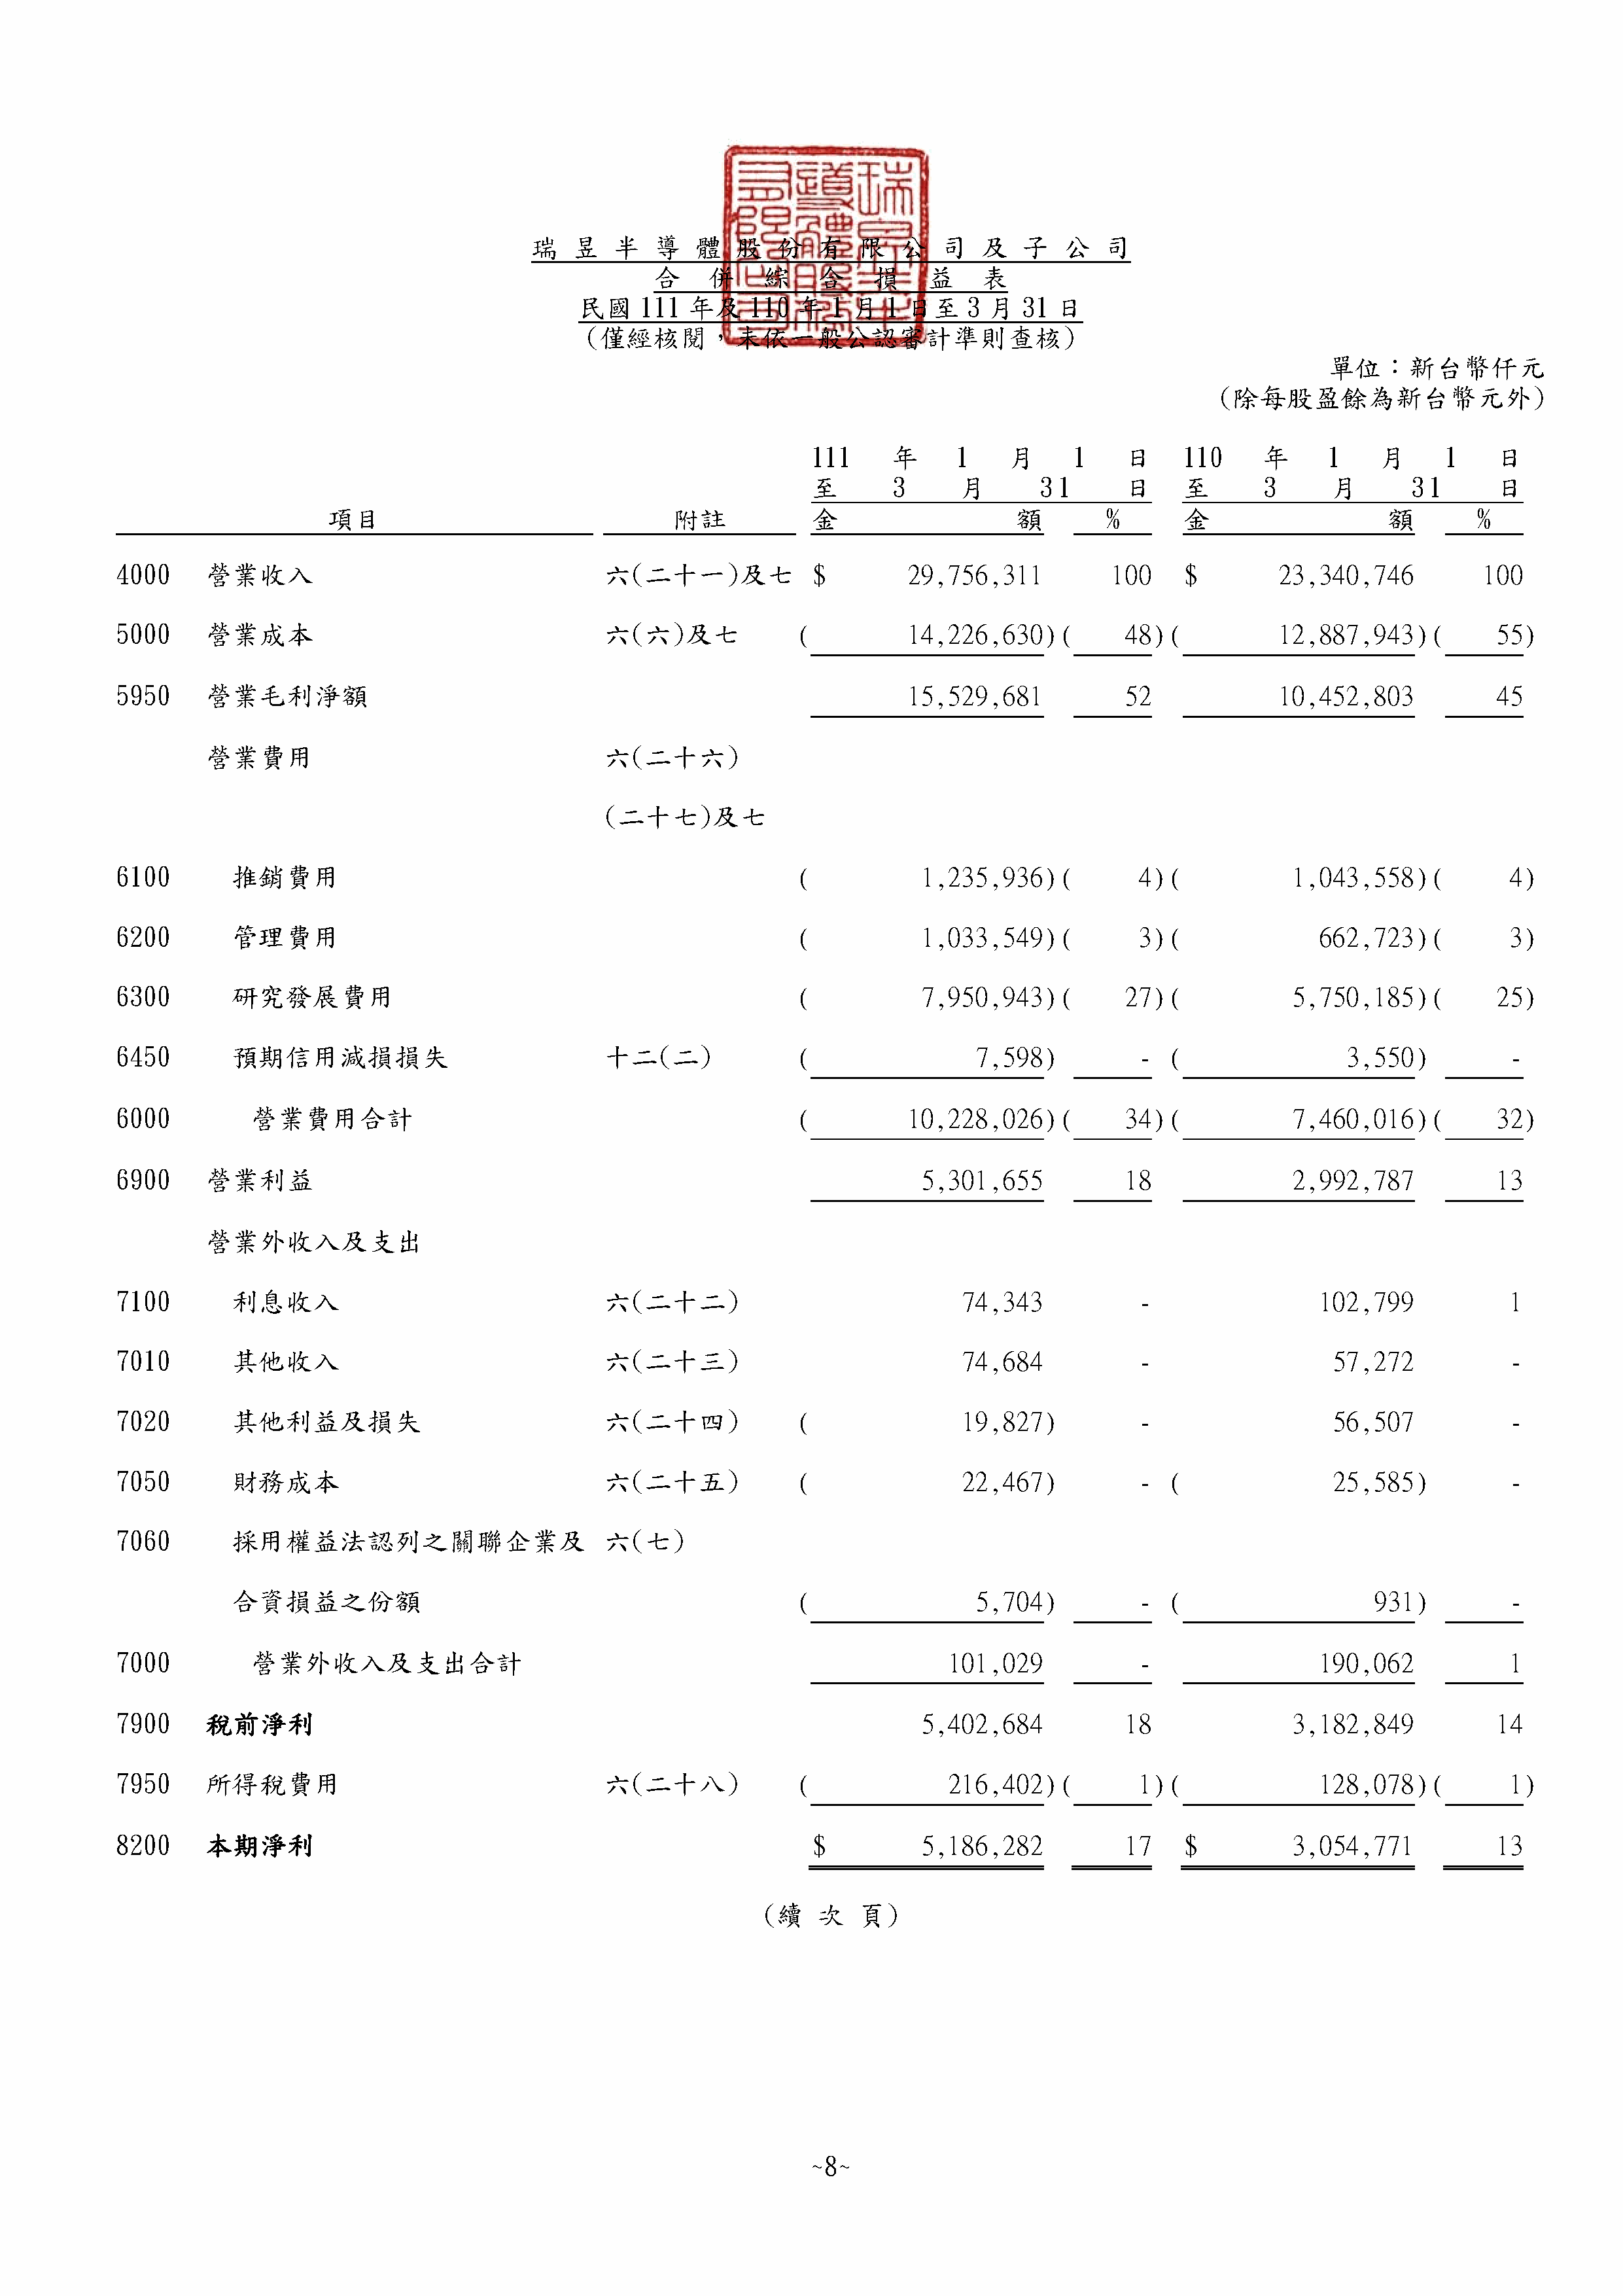 瑞昱半導體股份有限公司及子公司
合併綜合損益表
民國 111 年及 110 年 1 月 1 日至 3 月 31 日
(僅經核閱,未依一般公認審計準則查核)
單位:新台幣仟元
(除每股盈餘為新台幣元外)
111 年 1 月 1 日 110 年 1 月 1 日
至 3 月 31 日 至 3 月 31 日
項目 附註 金 額 % 金 額 %
4000 營業收入 六(二十一)及七 $ 29,756,311 100 $ 23,340,746 100
5000 營業成本 六(六)及七 ( 14,226,630)( 48)( 12,887,943)( 55)
5950 營業毛利淨額 15,529,681 52 10,452,803 45
營業費用 六(二十六)
(二十七)及七
6100 推銷費用 ( 1,235,936)( 4)( 1,043,558)( 4)
6200 管理費用 ( 1,033,549)( 3)( 662,723)( 3)
6300 研究發展費用 ( 7,950,943)( 27)( 5,750,185)( 25)
6450 預期信用減損損失 十二(二) ( 7,598) - ( 3,550) -
6000 營業費用合計 ( 10,228,026)( 34)( 7,460,016)( 32)
6900 營業利益 5,301,655 18 2,992,787 13
營業外收入及支出
7100 利息收入 六(二十二) 74,343 - 102,799 1
7010 其他收入 六(二十三) 74,684 - 57,272 -
7020 其他利益及損失 六(二十四) ( 19,827) - 56,507 -
7050 財務成本 六(二十五) ( 22,467) - ( 25,585) -
7060 採用權益法認列之關聯企業及 六(七)
合資損益之份額 ( 5,704) - ( 931) -
7000 營業外收入及支出合計 101,029 - 190,062 1
7900 稅前淨利 5,402,684 18 3,182,849 14
7950 所得稅費用 六(二十八) ( 216,402)( 1)( 128,078)( 1)
8200 本期淨利 $ 5,186,282 17 $ 3,054,771 13
(續 次 頁)
~8~